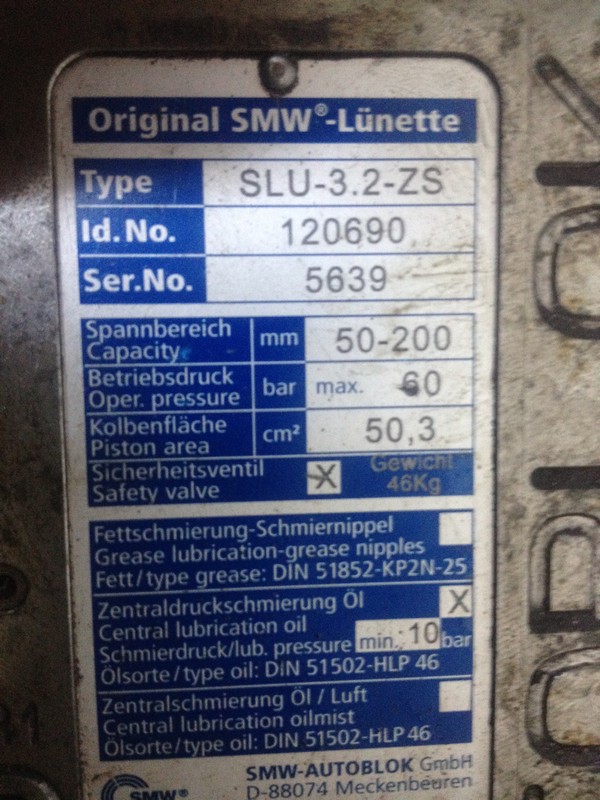 Original SMW®-Lünette
Type SLU-3.2-ZS
Id.No. 120690
Ser.No. 5639
Spannbereich
Capacity mm 50-200
Betriebsdruck
Oper. pressure bar max. 60
Kolbenfläche
Piston area cm² 50,3
Sicherheitsventil
Safety valve X Gewicht
46Kg
Fettschmierung-Schmiernippel
Grease lubrication-grease nipples
Fett/type grease: DIN 51852-KP2N-25
Zentraldruckschmierung Öl X
Central lubrication oil
Schmierdruck/lub. pressure min.: 10 bar
Ölsorte/type oil: DIN 51502-HLP 46
Zentralschmierung Öl / Luft
Central lubrication oilmist
Ölsorte/type oil: DIN 51502-HLP 46
SMW-AUTOBLOK GmbH
D-88074 Meckenbeuren
SMW®